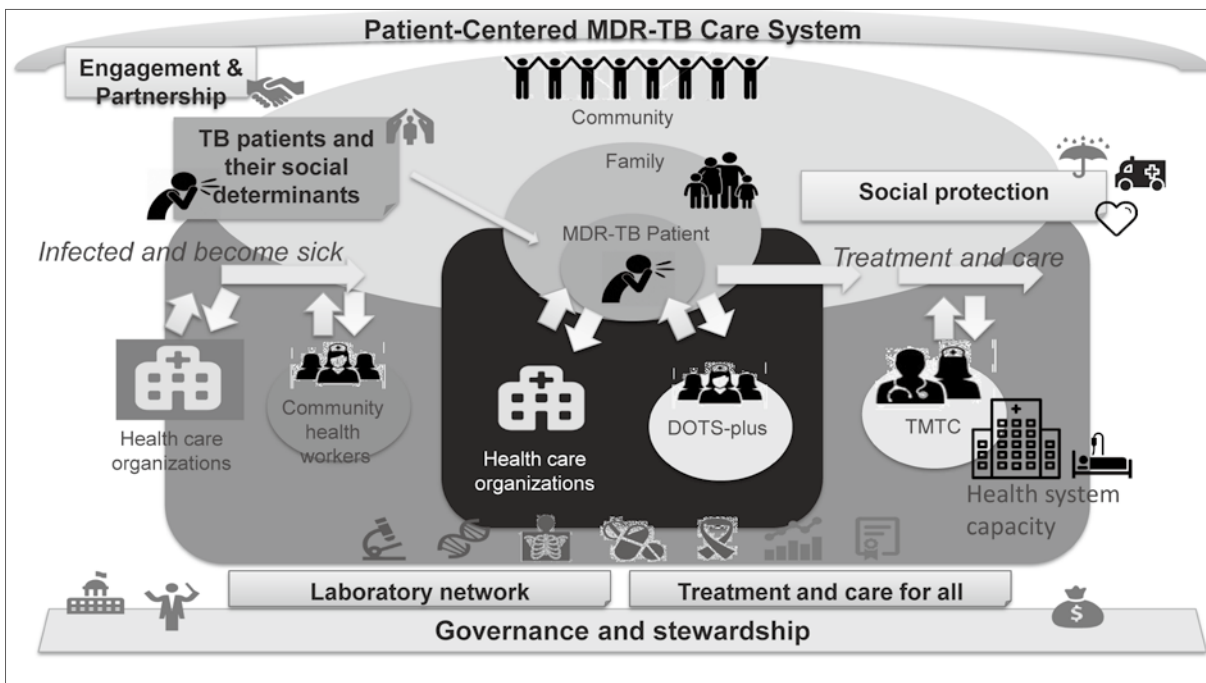 Patient-Centered MDR-TB Care System
Engagement &
Partnership
Community
TB patients and
their social
determinants
Family
Social protection
MDR-TB Patient
Infected and become sick
Treatment and care
Community
health
workers
DOTS-plus
TMTC
Health care
organizations
Health care
organizations
Health system
capacity
$
Laboratory network
Treatment and care for all
Governance and stewardship